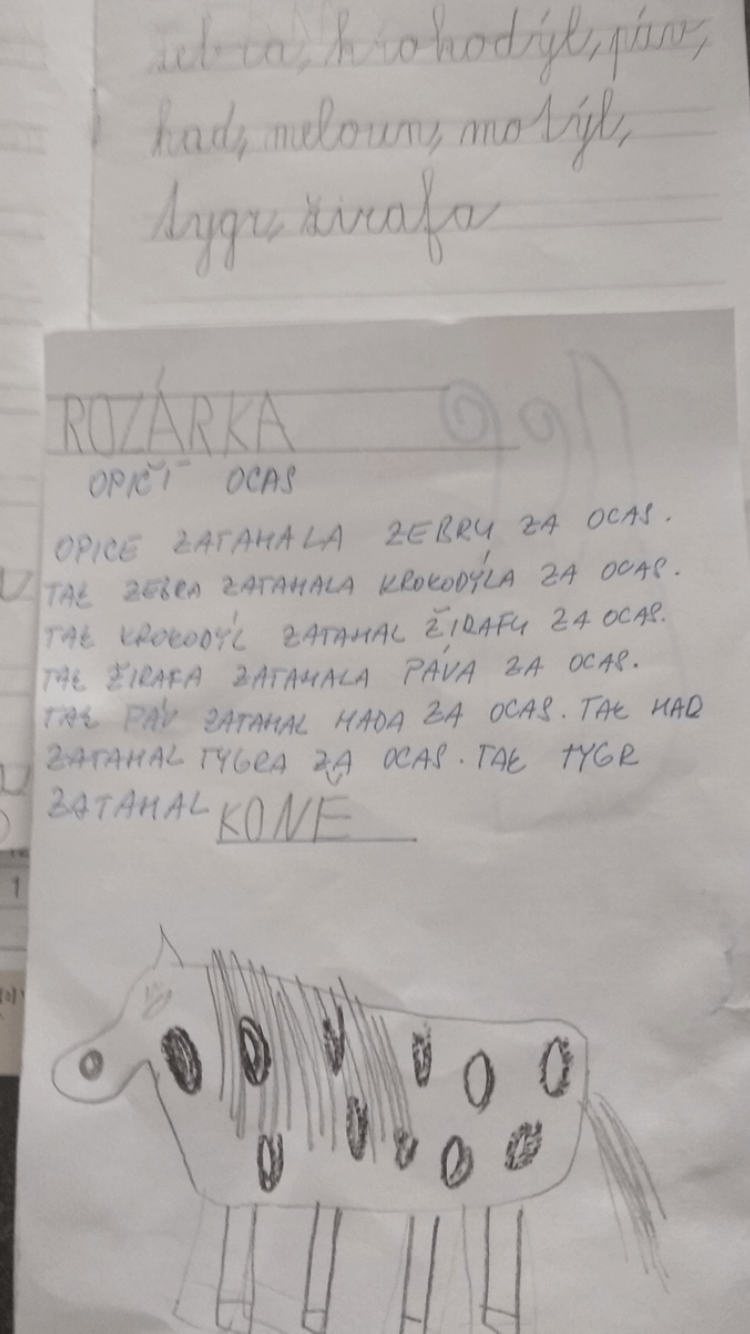 zebra, krokodýl, páv,
had, meloun, motýl,
tygr, žirafa
ROZÁRKA
OPIČÍ OCAS
OPICE ZATAHALA ZEBRU ZA OCAS.
TAK ZEBRA ZATAHALA KROKODÝLA ZA OCAS.
TAK KROKODÝL ZATAHAL ŽIRAFU ZA OCAS.
TAK ŽIRAFA ZATAHALA PÁVA ZA OCAS.
TAK PÁV ZATAHAL HADA ZA OCAS. TAK HAD
ZATAHAL TYGRA ZA OCAS. TAK TYGR
ZATAHAL KONĚ
1